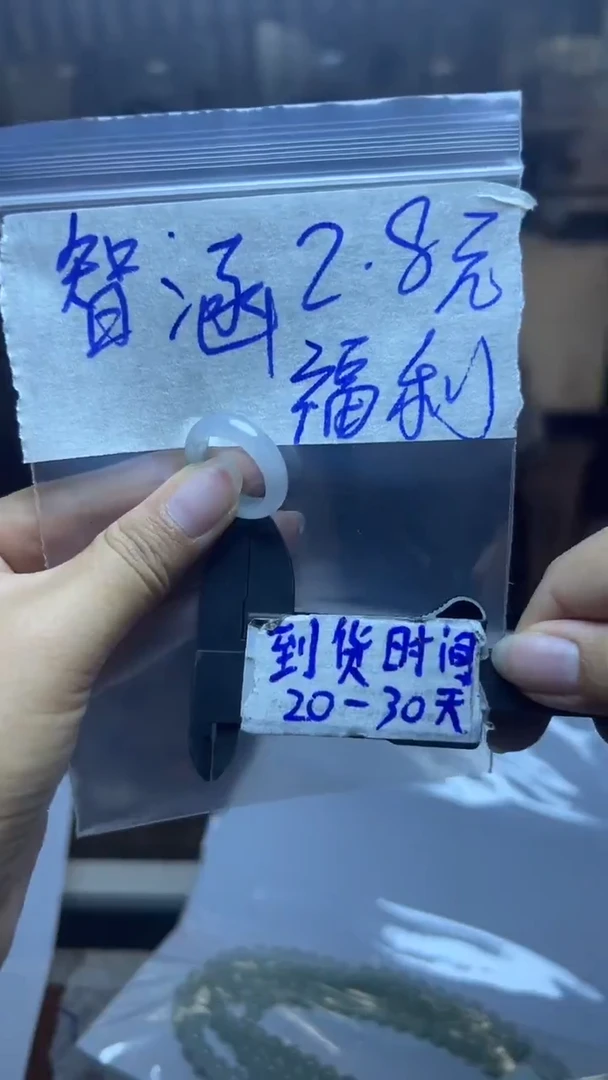 智涵 2.8元
福利
到货时间
20-30天